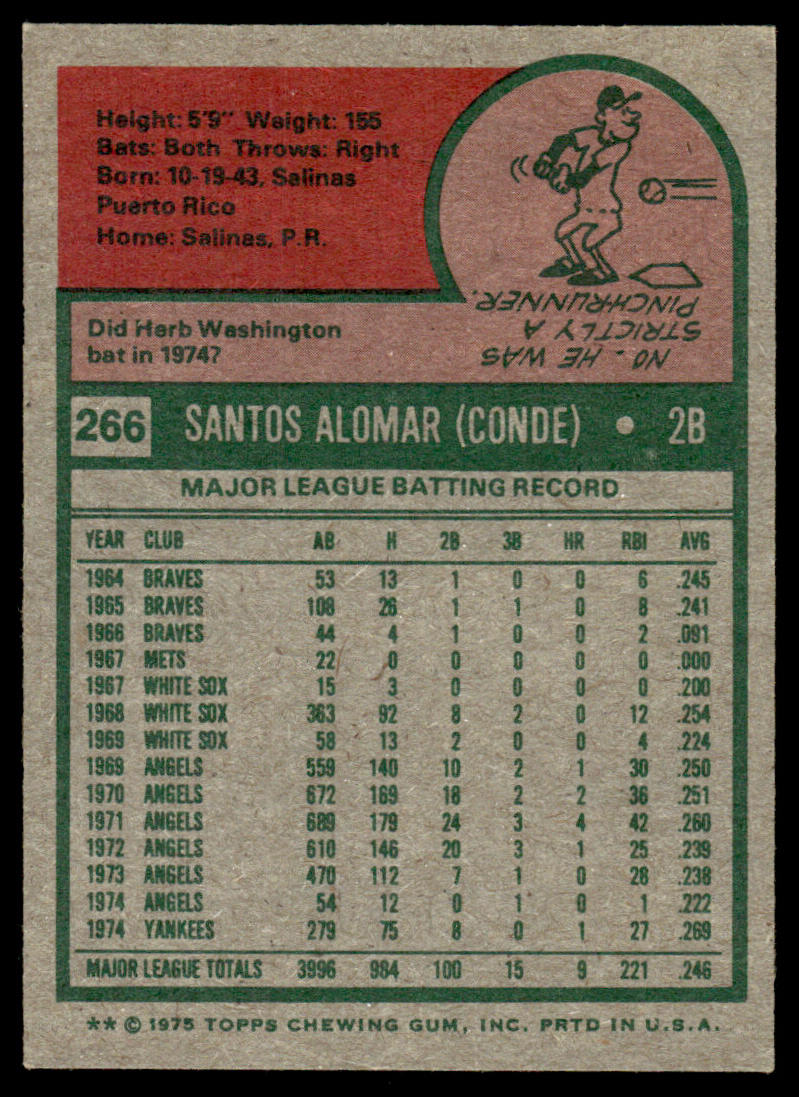 Height: 5'9" Weight: 155
Bats: Both Throws: Right
Born: 10-19-43, Salinas
Puerto Rico
Home: Salinas, P.R.
Did Herb Washington
bat in 1974?
NO. HE WAS
STRICTLY A
PINCH-RUNNER.
266 SANTOS ALOMAR (CONDE) • 2B
MAJOR LEAGUE BATTING RECORD
YEAR CLUB AB H 2B 3B HR RBI AVG
1964 BRAVES 53 13 1 0 0 6 .245
1965 BRAVES 108 26 1 1 0 8 .241
1966 BRAVES 44 4 1 0 0 2 .091
1967 METS 22 0 0 0 0 0 .000
1967 WHITE SOX 15 3 0 0 0 0 .200
1968 WHITE SOX 363 92 8 2 0 12 .254
1969 WHITE SOX 58 13 2 0 0 4 .224
1969 ANGELS 559 140 10 2 1 30 .250
1970 ANGELS 672 169 18 2 2 36 .251
1971 ANGELS 689 179 24 3 4 42 .260
1972 ANGELS 610 146 20 3 1 25 .239
1973 ANGELS 470 112 7 1 0 28 .238
1974 ANGELS 54 12 0 1 0 1 .222
1974 YANKEES 279 75 8 0 1 27 .269
MAJOR LEAGUE TOTALS 3996 984 100 15 9 221 .246
** © 1975 TOPPS CHEWING GUM, INC. PRTD IN U.S.A.